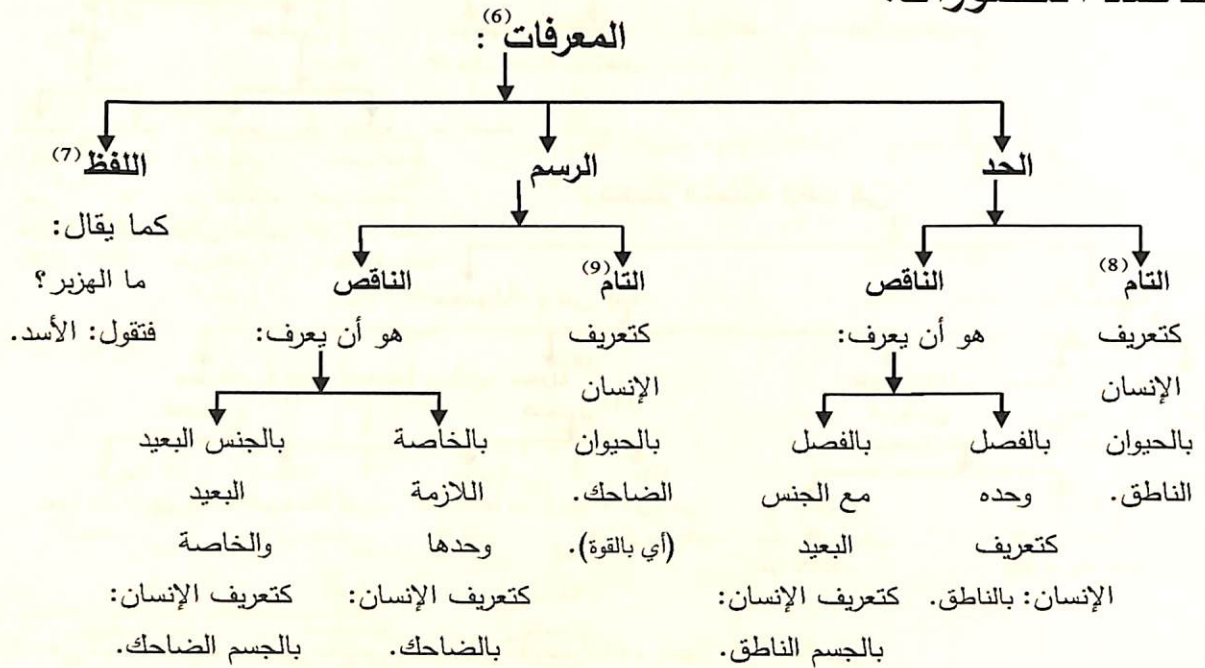 المعرفات(6):
الحد
الرسم
اللفظ(7)
التام(8)
كتعريف
الإنسان
بالحيوان
الناطق.
الناقص
هو أن يعرف:
بالفصل
وحده
كتعريف
الإنسان: بالناطق.
بالفصل
مع الجنس
البعيد
كتعريف الإنسان:
بالجسم الناطق.
التام(9)
كتعريف
الإنسان
بالحيوان
الضاحك.
(أي بالقوة).
الناقص
هو أن يعرف:
بالخاصة
اللازمة
وحدها
كتعريف الإنسان:
بالضاحك.
بالجنس البعيد
البعيد
والخاصة
كتعريف الإنسان:
بالجسم الضاحك.
كما يقال:
ما الهزبر؟
فتقول: الأسد.